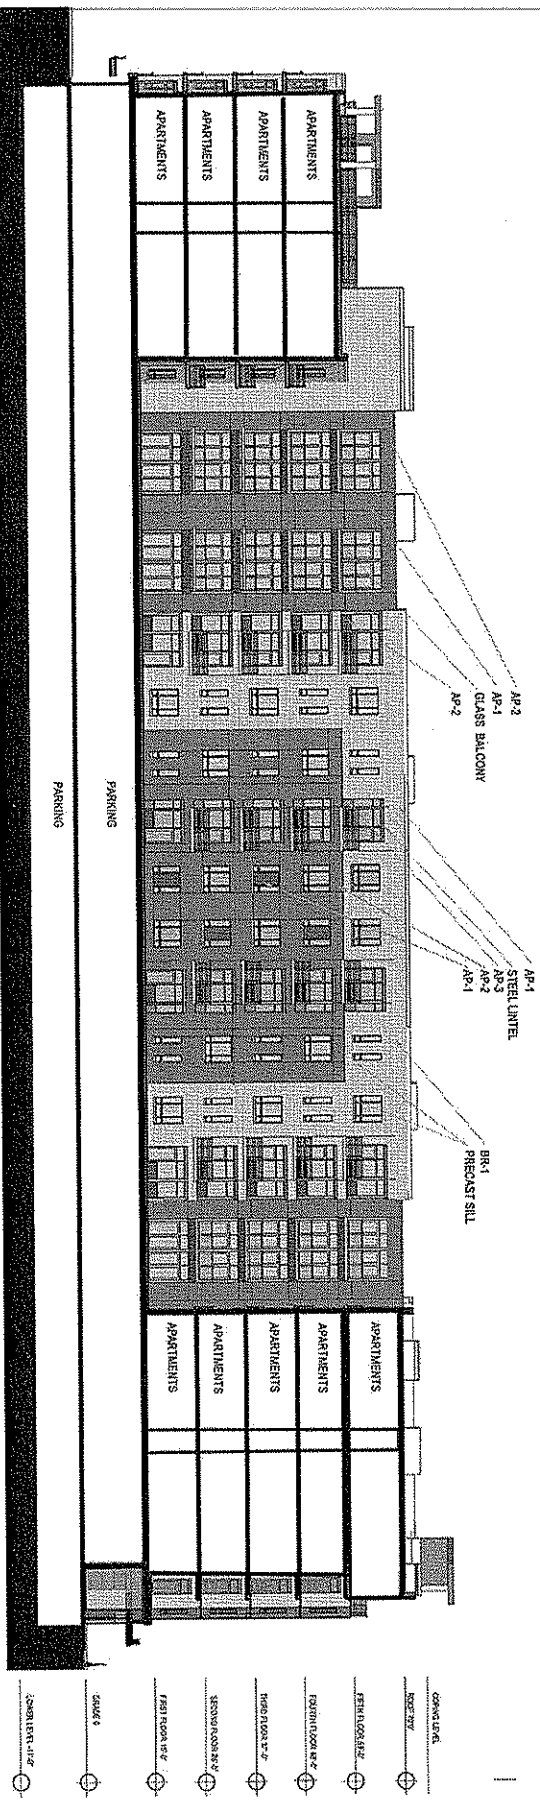 AP-2
AP-1
GLASS BALCONY
AP-2
AP-1
STEEL LINTEL
AP-3
AP-2
AP-1
BR-1
PRECAST SILL
COPING LEVEL
APARTMENTS
APARTMENTS
APARTMENTS
APARTMENTS
APARTMENTS
APARTMENTS
APARTMENTS
APARTMENTS
APARTMENTS
FIFTH FLOOR
FOURTH FLOOR
THIRD FLOOR
SECOND FLOOR
FIRST FLOOR
PARKING
GRADE
PARKING
LOWER LEVEL